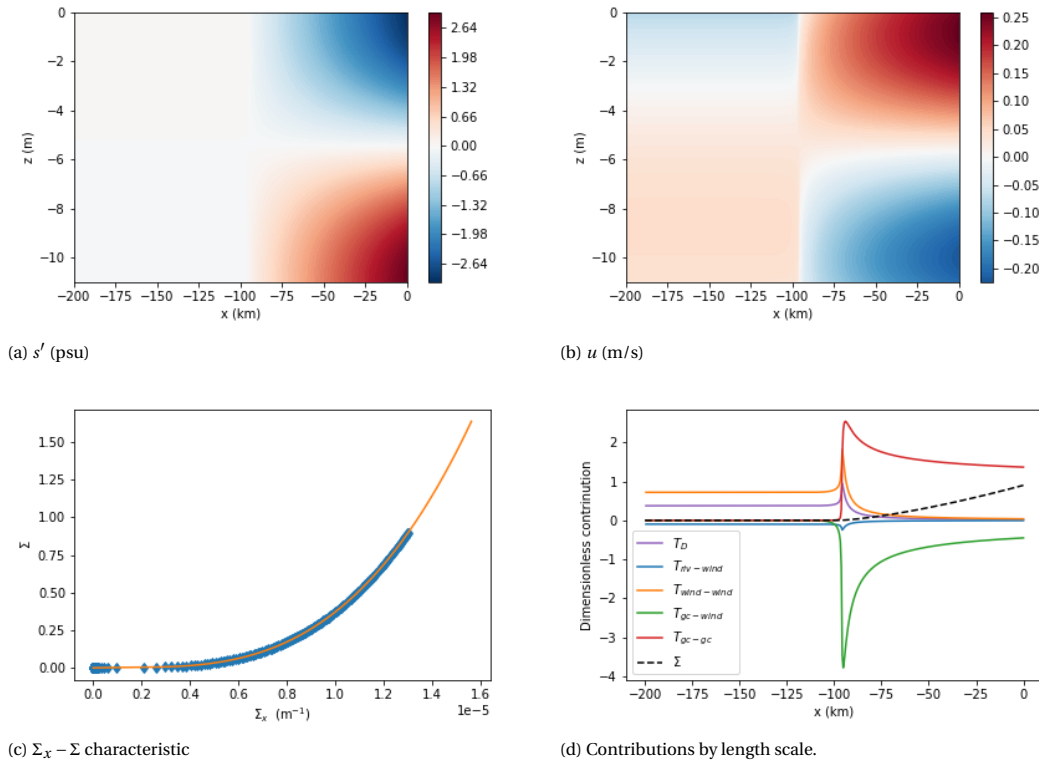 0
−2
−4
−6
−8
−10
z (m)
−200 −175 −150 −125 −100 −75 −50 −25 0
x (km)
2.64
1.98
1.32
0.66
0.00
−0.66
−1.32
−1.98
−2.64
(a) s′ (psu)
0
−2
−4
−6
−8
−10
z (m)
−200 −175 −150 −125 −100 −75 −50 −25 0
x (km)
0.25
0.20
0.15
0.10
0.05
0.00
−0.05
−0.10
−0.15
−0.20
(b) u (m/s)
1.50
1.25
1.00
0.75
0.50
0.25
0.00
Σ
0.0 0.2 0.4 0.6 0.8 1.0 1.2 1.4 1.6
1e−5
Σx (m−1)
(c) Σx − Σ characteristic
2
1
0
−1
−2
−3
−4
Dimensionless contrinution
TD
Triv−wind
Twind−wind
Tgc−wind
Tgc−gc
Σ
−200 −175 −150 −125 −100 −75 −50 −25 0
x (km)
(d) Contributions by length scale.